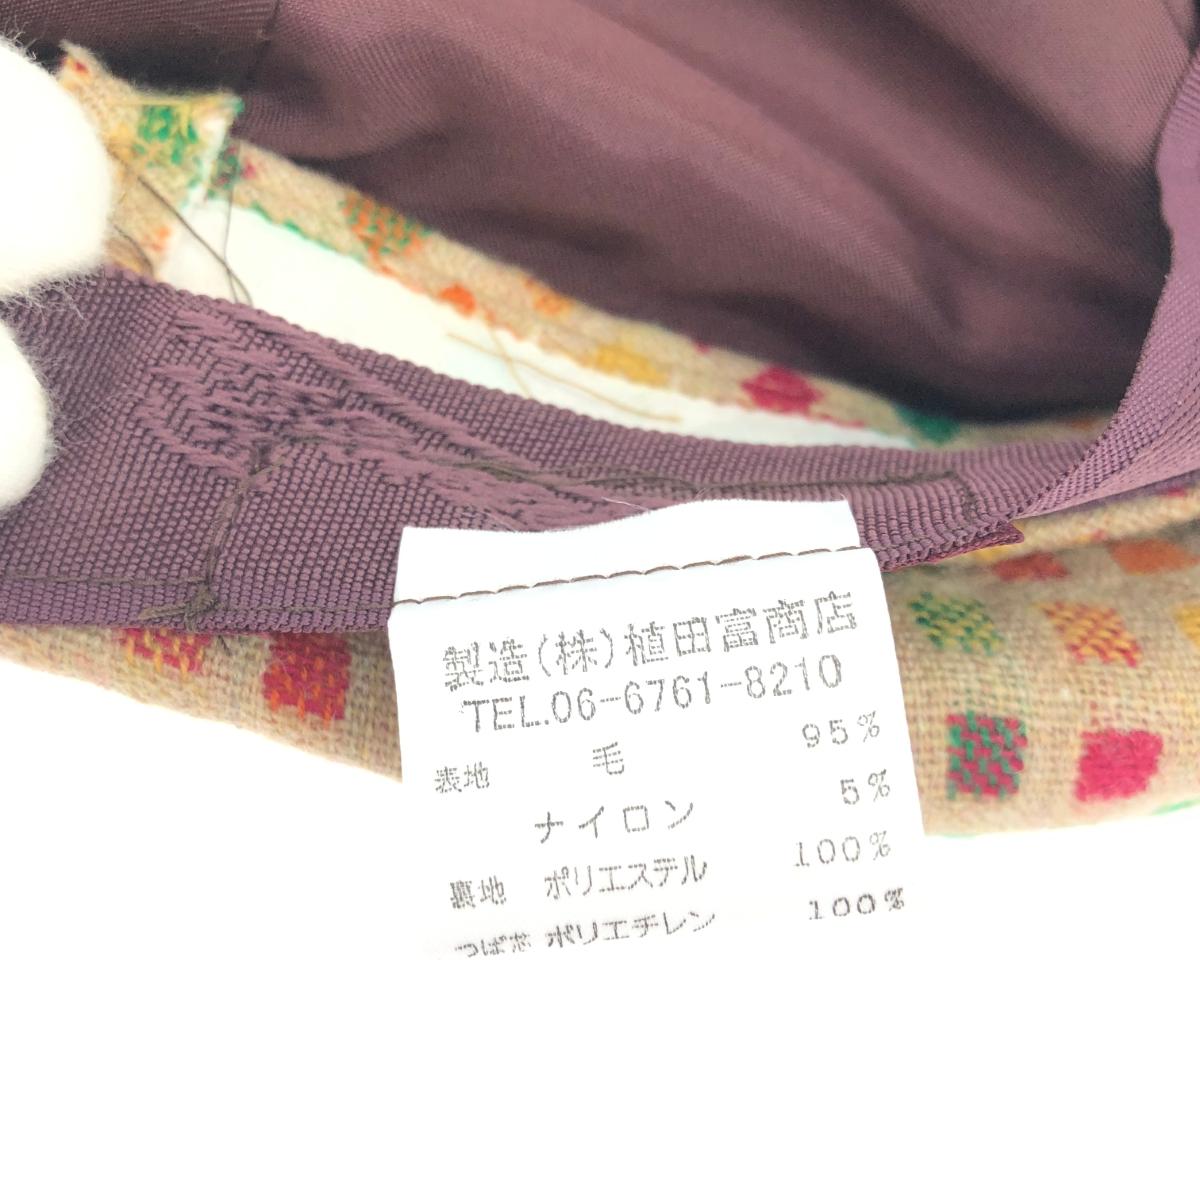 製造(株)植田富商店
TEL.06-6761-8210
表地 毛 95%
ナイロン 5%
裏地 ポリエステル 100%
つば芯 ポリエチレン 100%